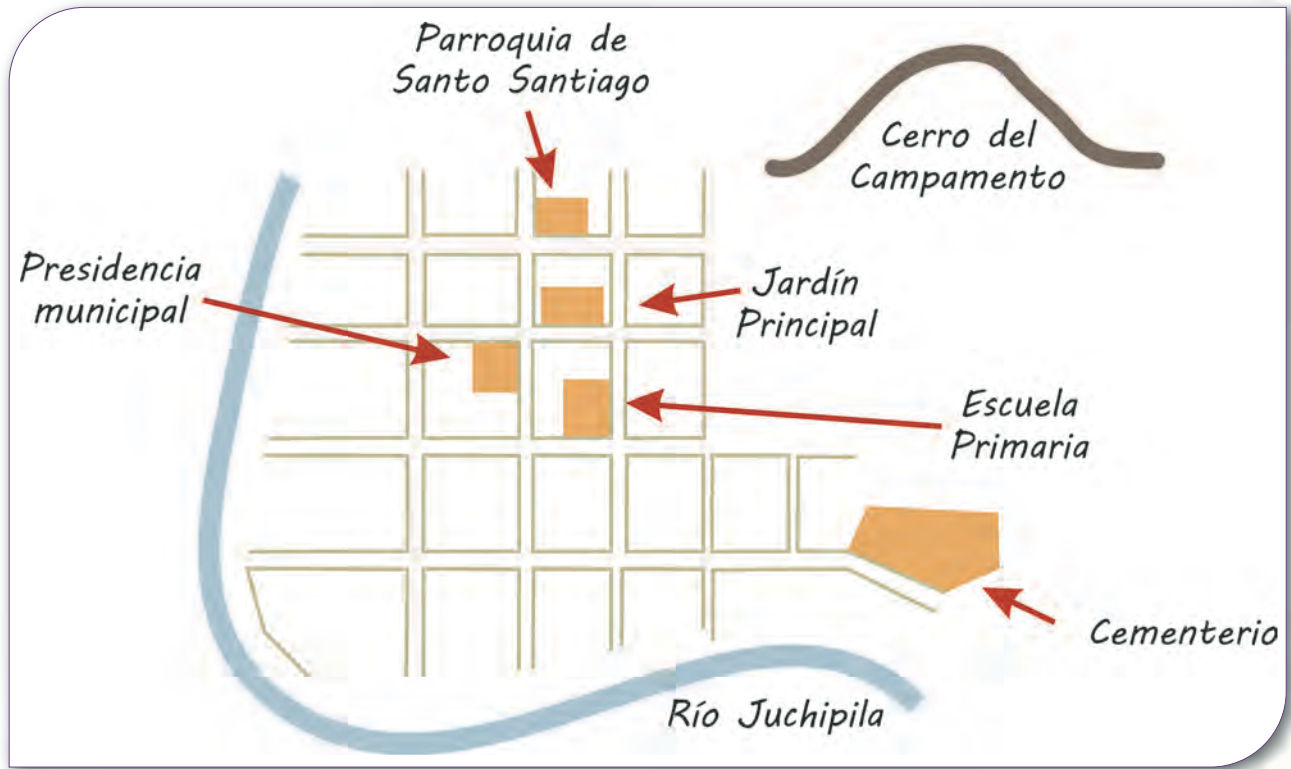 Parroquia de
Santo Santiago
Cerro del
Campamento
Presidencia
municipal
Jardín
Principal
Escuela
Primaria
Cementerio
Río Juchipila